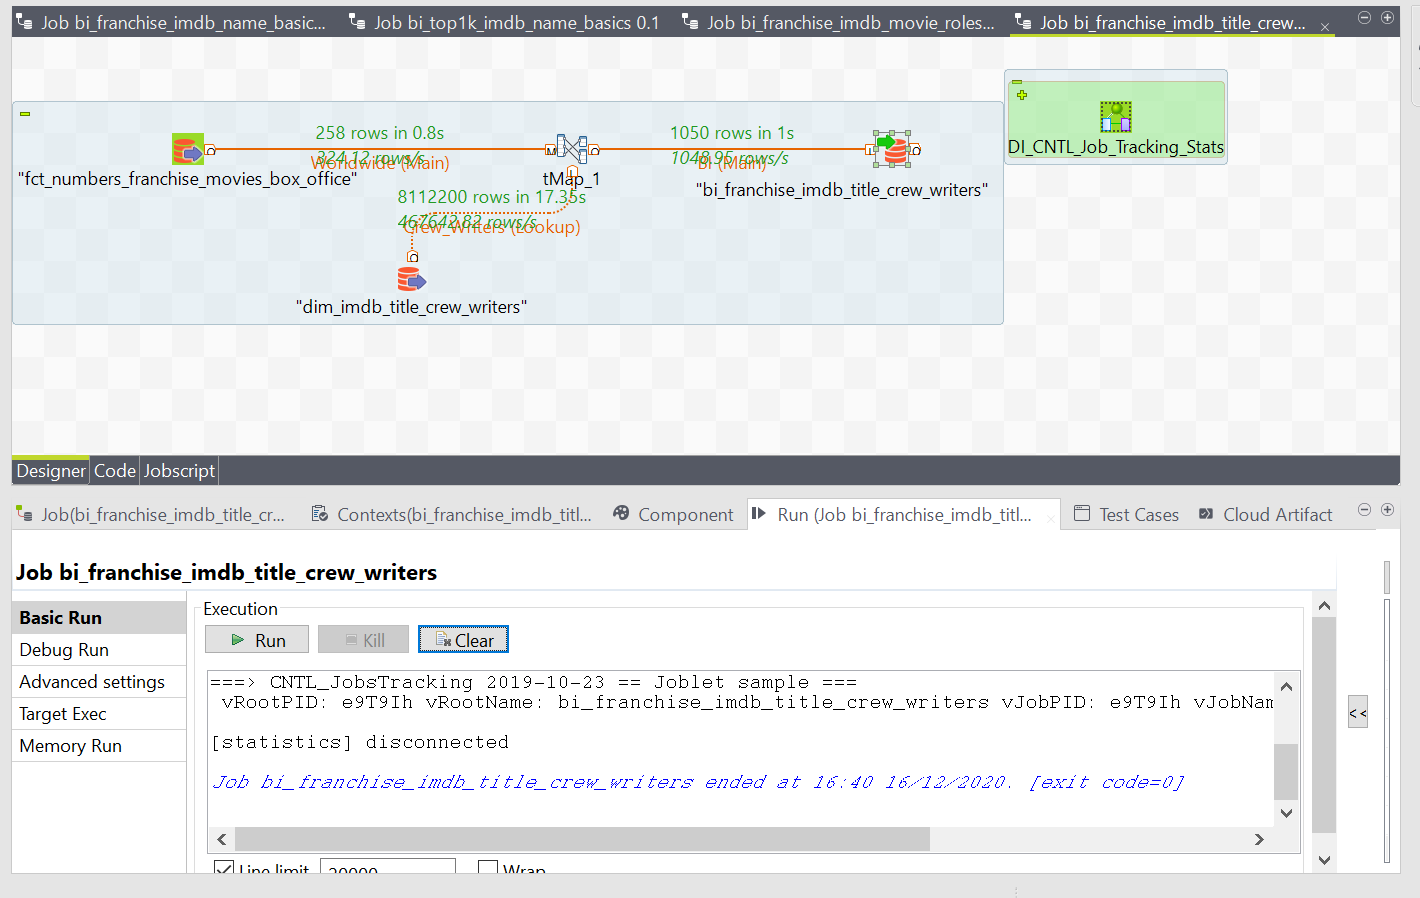 Job bi_franchise_imdb_name_basic...
Job bi_top1k_imdb_name_basics 0.1
Job bi_franchise_imdb_movie_roles...
Job bi_franchise_imdb_title_crew...
258 rows in 0.8s
324.12 rows/s
Worldwide (Main)
"fct_numbers_franchise_movies_box_office"
tMap_1
1050 rows in 1s
1048.95 rows/s
Bi (Main)
"bi_franchise_imdb_title_crew_writers"
DI_CNTL_Job_Tracking_Stats
8112200 rows in 17.35s
467642.82 rows/s
Crew_Writers (Lookup)
"dim_imdb_title_crew_writers"
Designer
Code
Jobscript
Job(bi_franchise_imdb_title_cr...
Contexts(bi_franchise_imdb_titl...
Component
Run (Job bi_franchise_imdb_titl...
Test Cases
Cloud Artifact
Job bi_franchise_imdb_title_crew_writers
Basic Run
Debug Run
Advanced settings
Target Exec
Memory Run
Execution
Run
Kill
Clear
===> CNTL_JobsTracking 2019-10-23 == Joblet sample ===
vRootPID: e9T9Ih vRootName: bi_franchise_imdb_title_crew_writers vJobPID: e9T9Ih vJobNam
[statistics] disconnected
Job bi_franchise_imdb_title_crew_writers ended at 16:40 16/12/2020. [exit code=0]
<<
Line limit
20000
Wrap